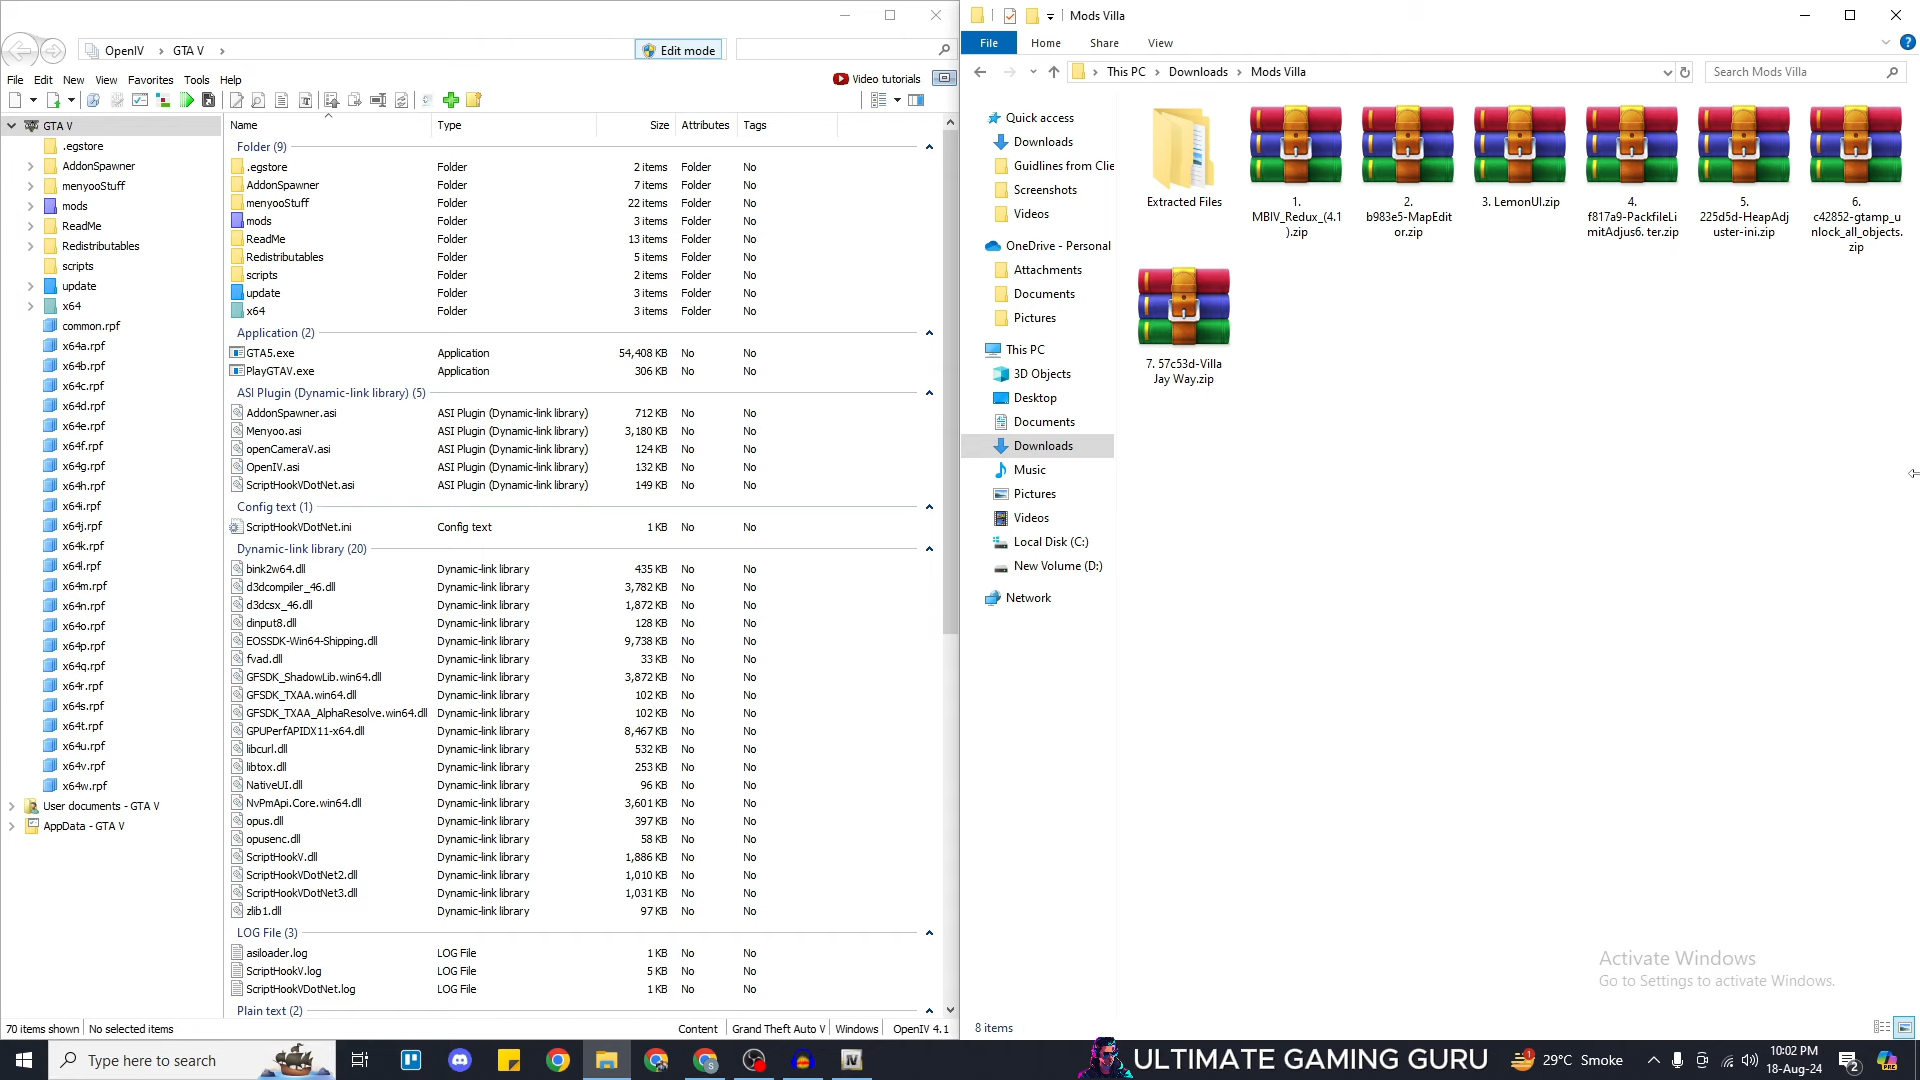 OpenIV
GTA V
Edit mode
File
Edit
New
View
Favorites
Tools
Help
Video tutorials
GTA V
.egstore
AddonSpawner
menyooStuff
mods
ReadMe
Redistributables
scripts
update
x64
common.rpf
x64a.rpf
x64b.rpf
x64c.rpf
x64d.rpf
x64e.rpf
x64f.rpf
x64g.rpf
x64h.rpf
x64i.rpf
x64j.rpf
x64k.rpf
x64l.rpf
x64m.rpf
x64n.rpf
x64o.rpf
x64p.rpf
x64q.rpf
x64r.rpf
x64s.rpf
x64t.rpf
x64u.rpf
x64v.rpf
x64w.rpf
User documents - GTA V
AppData - GTA V
Name Type Size Attributes Tags
Folder (9)
.egstore Folder 2 items Folder No
AddonSpawner Folder 7 items Folder No
menyooStuff Folder 22 items Folder No
mods Folder 3 items Folder No
ReadMe Folder 13 items Folder No
Redistributables Folder 5 items Folder No
scripts Folder 2 items Folder No
update Folder 3 items Folder No
x64 Folder 3 items Folder No
Application (2)
GTA5.exe Application 54,408 KB No No
PlayGTAV.exe Application 306 KB No No
ASI Plugin (Dynamic-link library) (5)
AddonSpawner.asi ASI Plugin (Dynamic-link library) 712 KB No No
Menyoo.asi ASI Plugin (Dynamic-link library) 3,180 KB No No
openCameraV.asi ASI Plugin (Dynamic-link library) 124 KB No No
OpenIV.asi ASI Plugin (Dynamic-link library) 132 KB No No
ScriptHookVDotNet.asi ASI Plugin (Dynamic-link library) 149 KB No No
Config text (1)
ScriptHookVDotNet.ini Config text 1 KB No No
Dynamic-link library (20)
bink2w64.dll Dynamic-link library 435 KB No No
d3dcompiler_46.dll Dynamic-link library 3,782 KB No No
d3dcsx_46.dll Dynamic-link library 1,872 KB No No
dinput8.dll Dynamic-link library 128 KB No No
EOSSDK-Win64-Shipping.dll Dynamic-link library 9,738 KB No No
fvad.dll Dynamic-link library 33 KB No No
GFSDK_ShadowLib.win64.dll Dynamic-link library 3,872 KB No No
GFSDK_TXAA.win64.dll Dynamic-link library 102 KB No No
GFSDK_TXAA_AlphaResolve.win64.dll Dynamic-link library 102 KB No No
GPUPerfAPIDX11-x64.dll Dynamic-link library 8,467 KB No No
libcurl.dll Dynamic-link library 532 KB No No
libtox.dll Dynamic-link library 253 KB No No
NativeUI.dll Dynamic-link library 96 KB No No
NvPmApi.Core.win64.dll Dynamic-link library 3,601 KB No No
opus.dll Dynamic-link library 397 KB No No
opusenc.dll Dynamic-link library 58 KB No No
ScriptHookV.dll Dynamic-link library 1,886 KB No No
ScriptHookVDotNet2.dll Dynamic-link library 1,010 KB No No
ScriptHookVDotNet3.dll Dynamic-link library 1,031 KB No No
zlib1.dll Dynamic-link library 97 KB No No
LOG File (3)
asiloader.log LOG File 1 KB No No
ScriptHookV.log LOG File 5 KB No No
ScriptHookVDotNet.log LOG File 1 KB No No
Plain text (2)
70 items shown No selected items Content Grand Theft Auto V Windows OpenIV 4.1
Mods Villa
File
Home
Share
View
This PC
Downloads
Mods Villa
Search Mods Villa
Quick access
Downloads
Guidlines from Clie
Screenshots
Videos
OneDrive - Personal
Attachments
Documents
Pictures
This PC
3D Objects
Desktop
Documents
Downloads
Music
Pictures
Videos
Local Disk (C:)
New Volume (D:)
Network
Extracted Files
1.
MBIV_Redux_(4.1
).zip
2.
b983e5-MapEdit
or.zip
3. LemonUI.zip
4.
f817a9-PackfileLi
mitAdjus6. ter.zip
5.
225d5d-HeapAdj
uster-ini.zip
6.
c42852-gtamp_u
nlock_all_objects.
zip
7. 57c53d-Villa
Jay Way.zip
Activate Windows
Go to Settings to activate Windows.
8 items
Type here to search
ULTIMATE GAMING GURU
29°C Smoke
10:02 PM
18-Aug-24
2